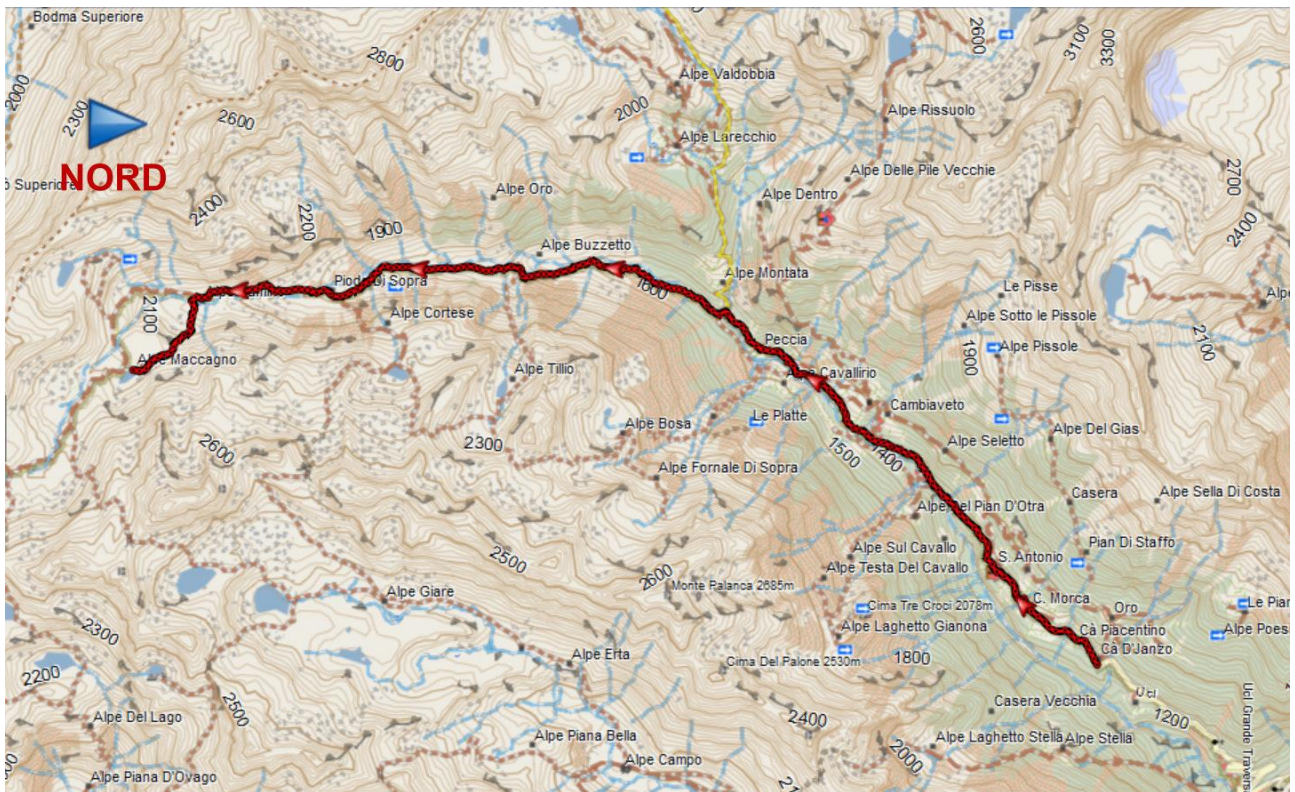 Bodma Superiore
2000
2300
2800
2600
NORD
2400
2200
1900
Alpe Oro
Alpe Buzzetto
Alpe Valdobbia
2000
Alpe Larecchio
2600
3100
3300
Alpe Rissuolo
Alpe Delle Pile Vecchie
Alpe Dentro
2700
2400
Alpe Montata
1600
Le Pisse
Alpe Sotto le Pissole
Alpe Pissole
1900
2100
Piode Di Sopra
Alpe Cortese
2100
Alpe Maccagno
Peccia
Alpe Cavallirio
Alpe Tillio
Alpe Bosa
Le Platte
Cambiaveto
Alpe Seletto
Alpe Del Gias
2300
2600
1500
1400
Alpe Fornale Di Sopra
Casera
Alpe Sella Di Costa
Alpe Del Pian D'Otra
Pian Di Staffo
S. Antonio
Alpe Sul Cavallo
Alpe Testa Del Cavallo
2500
2600
Monte Palanca 2685m
Cima Tre Croci 2078m
C. Morca
Oro
Alpe Giare
Alpe Laghetto Gianona
Cà Piacentino
Cà D'Janzo
1800
Cima Del Palone 2530m
2300
2200
2500
Alpe Erta
Casera Vecchia
1200
2400
Alpe Del Lago
Alpe Piana Bella
Alpe Campo
2000
Alpe Laghetto Stella
Alpe Stella
Alpe Piana D'Ovago